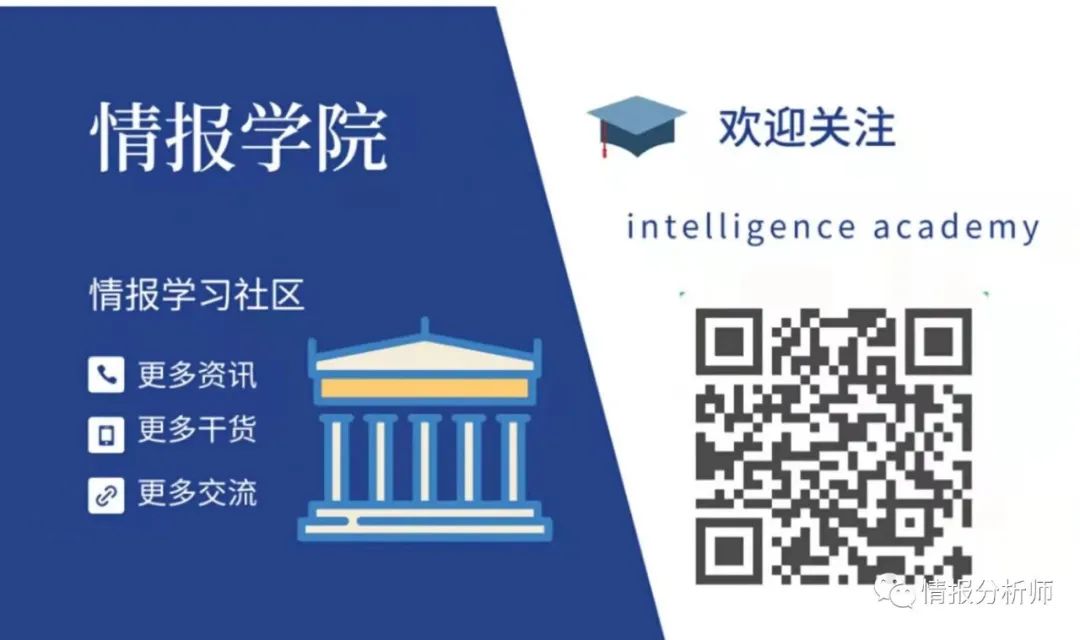 情报学院
情报学习社区
更多资讯
更多干货
更多交流
欢迎关注
intelligence academy
情报分析师